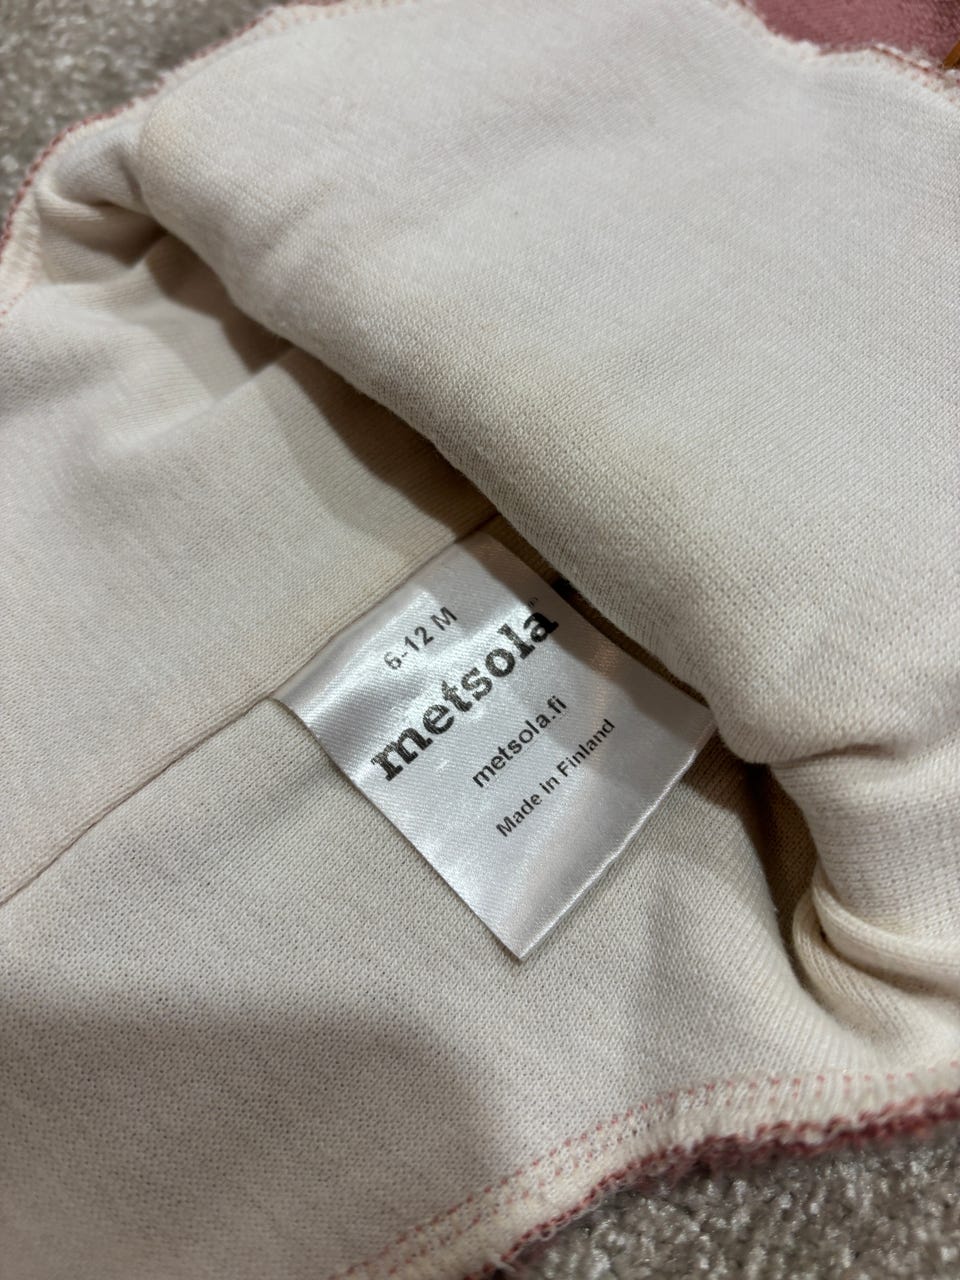 6-12 M
metsola
metsola.fi
Made in Finland